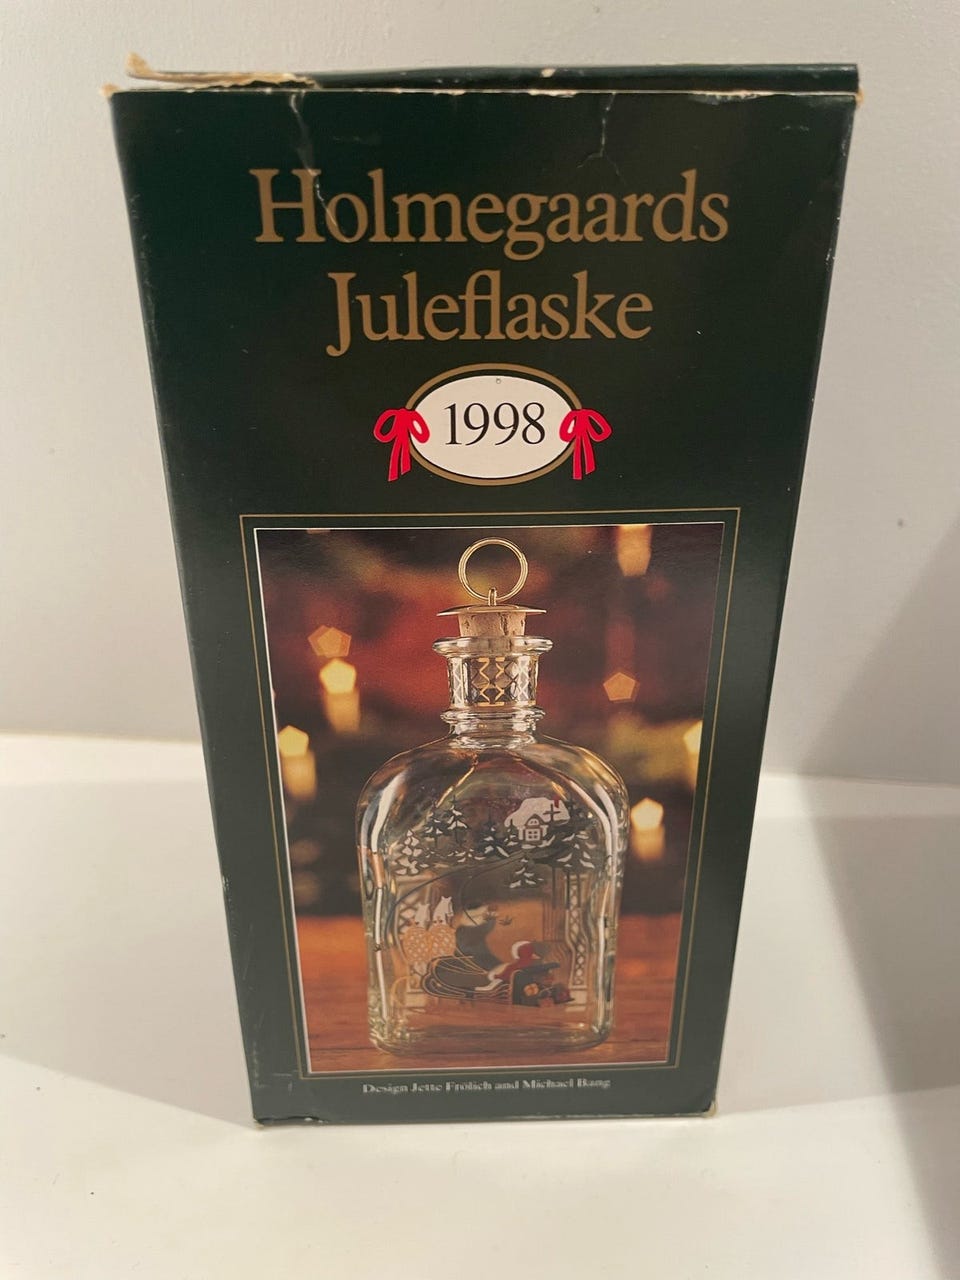 Holmegaards
Juleflaske
1998
Design Jette Frölich and Michael Bang